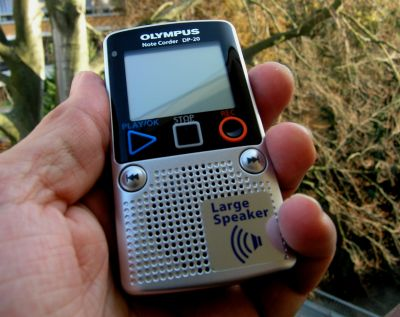 OLYMPUS
Note Corder DP-20
PLAY/OK
STOP
REC
Large
Speaker